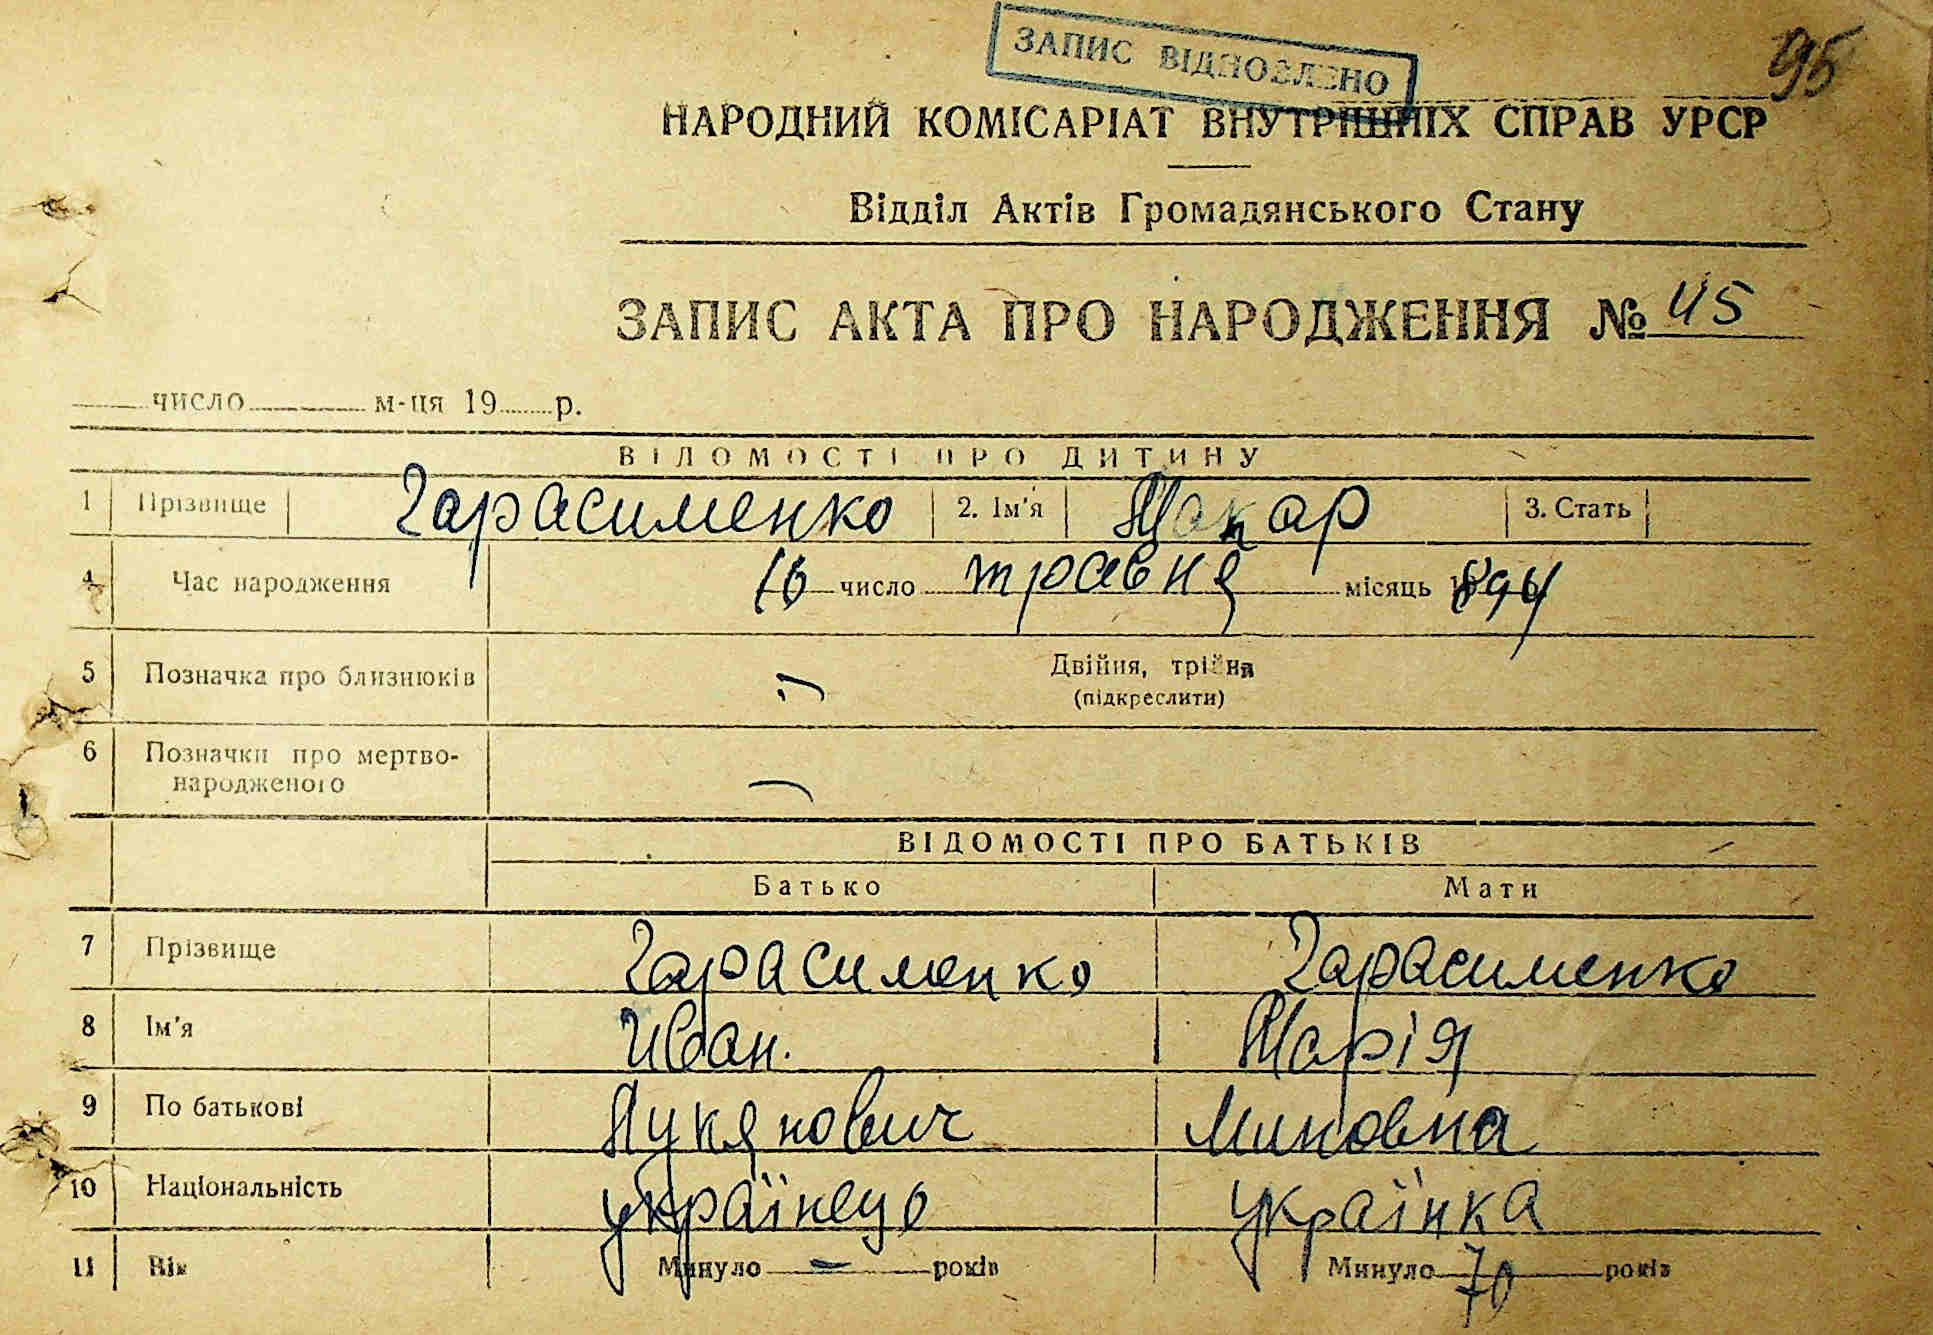 95
ЗАПИС ВІДНОВЛЕНО
НАРОДНИЙ КОМІСАРІАТ ВНУТРІШНІХ СПРАВ УРСР
Відділ Актів Громадянського Стану
ЗАПИС АКТА ПРО НАРОДЖЕННЯ № 45
число м-ця 19 р.
ВІДОМОСТІ ПРО ДИТИНУ
1 Прізвище Гарасименко 2. Ім'я Макар 3. Стать
4 Час народження 16 число травня місяць 1894
5 Позначка про близнюків — Двійня, трійня
(підкреслити)
6 Позначки про мертво-
народженого —
ВІДОМОСТІ ПРО БАТЬКІВ
Батько Мати
7 Прізвище Гарасименко Гарасименко
8 Ім'я Иван. Марія
9 По батькові Лукянович Миновна
10 Національність українець українка
11 Вік Минуло — років Минуло 70 років